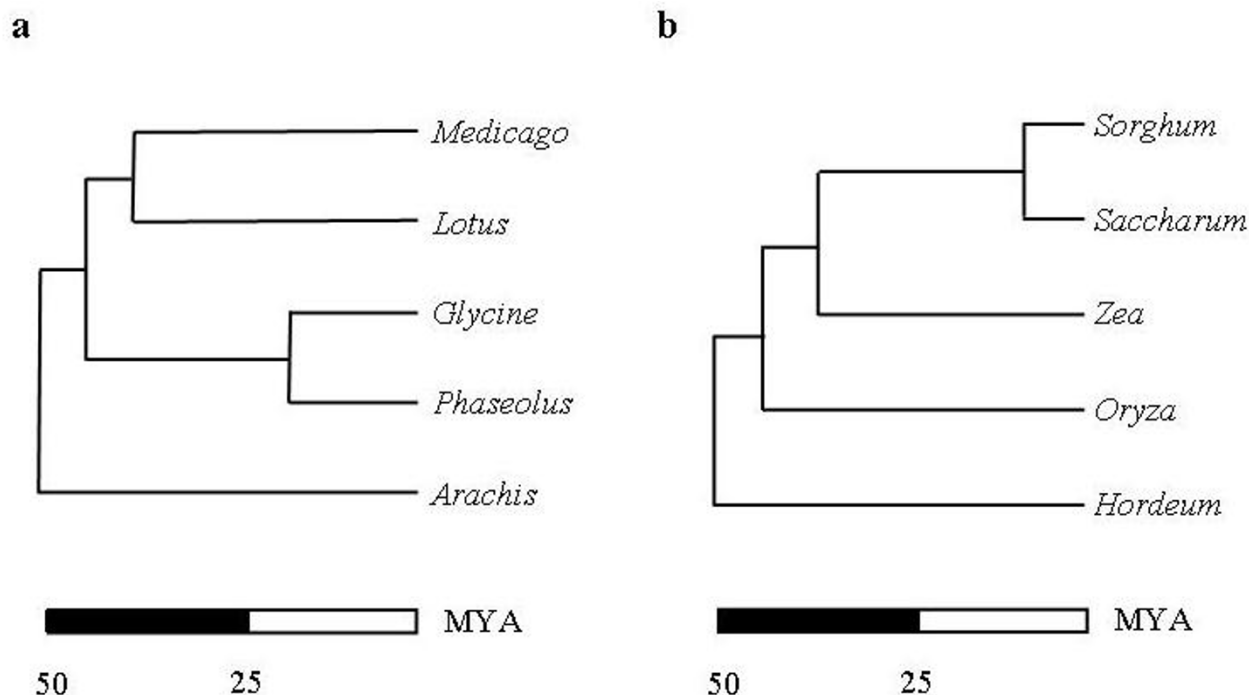 a
Medicago
Lotus
Glycine
Phaseolus
Arachis
MYA
50 25
b
Sorghum
Saccharum
Zea
Oryza
Hordeum
MYA
50 25